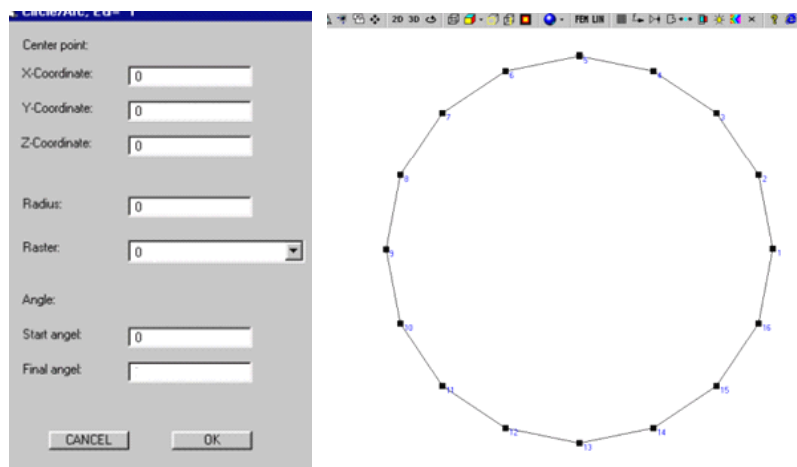 Circle/Arc, EG= 1
Center point:
X-Coordinate: 0
Y-Coordinate: 0
Z-Coordinate: 0
Radius: 0
Raster: 0
Angle:
Start angel: 0
Final angel:
CANCEL OK
2D 3D FEM LIN
5
6 4
7 3
8 2
9 1
10 16
11 15
12 14
13